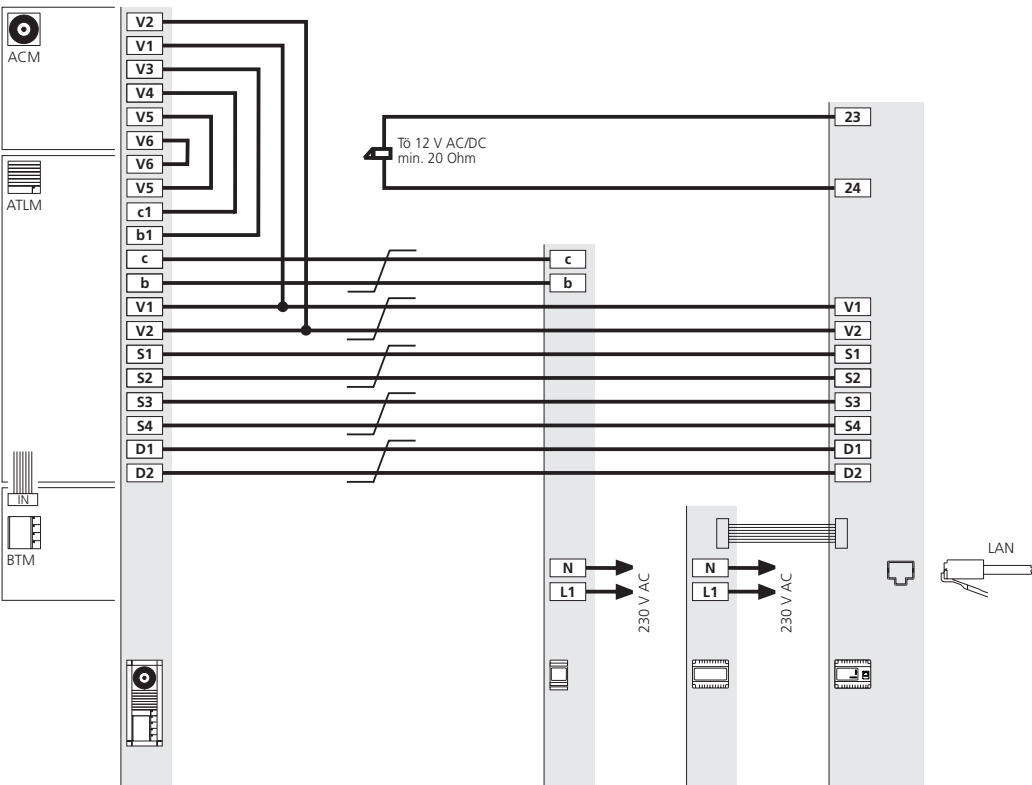 ACM
V2
V1
V3
V4
V5
V6
V6
V5
c1
b1
c
b
V1
V2
S1
S2
S3
S4
D1
D2
ATLM
IN
BTM
Tö 12 V AC/DC
min. 20 Ohm
c
b
N
L1
230 V AC
N
L1
230 V AC
23
24
V1
V2
S1
S2
S3
S4
D1
D2
LAN